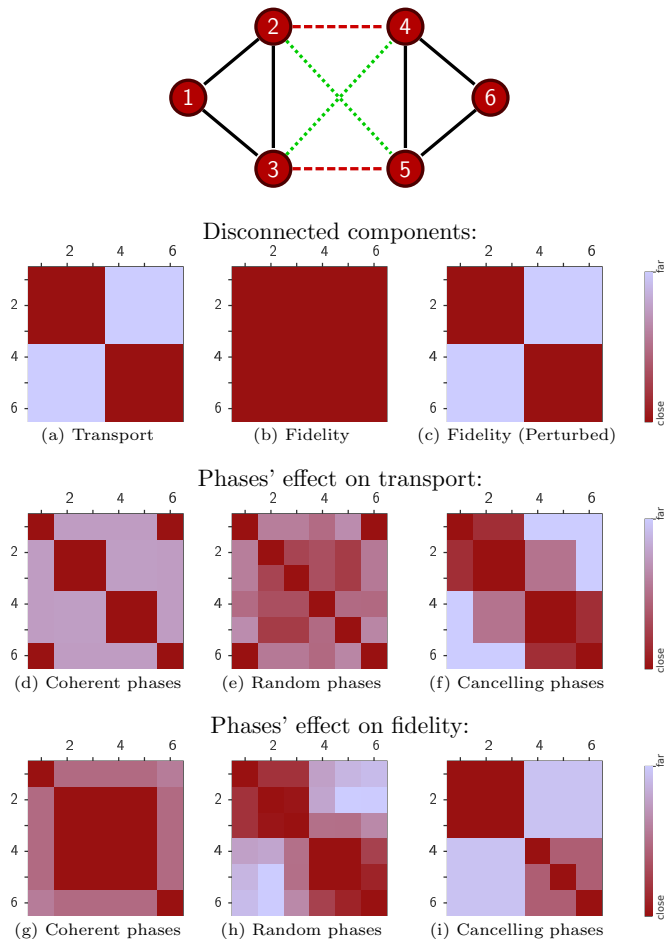 2
4
1
6
3
5
Disconnected components:
2 4 6
2 4 6
2 4 6
2
4
6
2
4
6
2
4
6
far
close
(a) Transport
(b) Fidelity
(c) Fidelity (Perturbed)
Phases' effect on transport:
2 4 6
2 4 6
2 4 6
2
4
6
2
4
6
2
4
6
far
close
(d) Coherent phases
(e) Random phases
(f) Cancelling phases
Phases' effect on fidelity:
2 4 6
2 4 6
2 4 6
2
4
6
2
4
6
2
4
6
far
close
(g) Coherent phases
(h) Random phases
(i) Cancelling phases